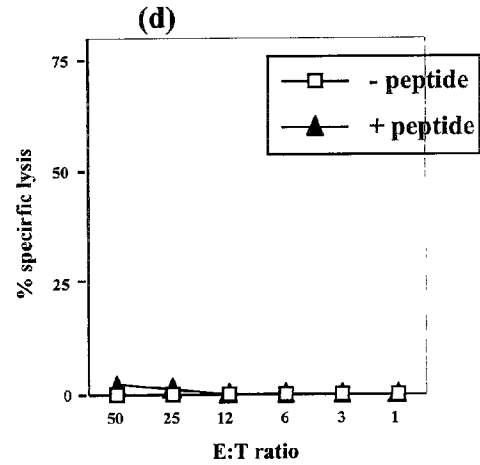 (d)
75
- peptide
+ peptide
50
25
0
% specirfic lysis
50 25 12 6 3 1
E:T ratio